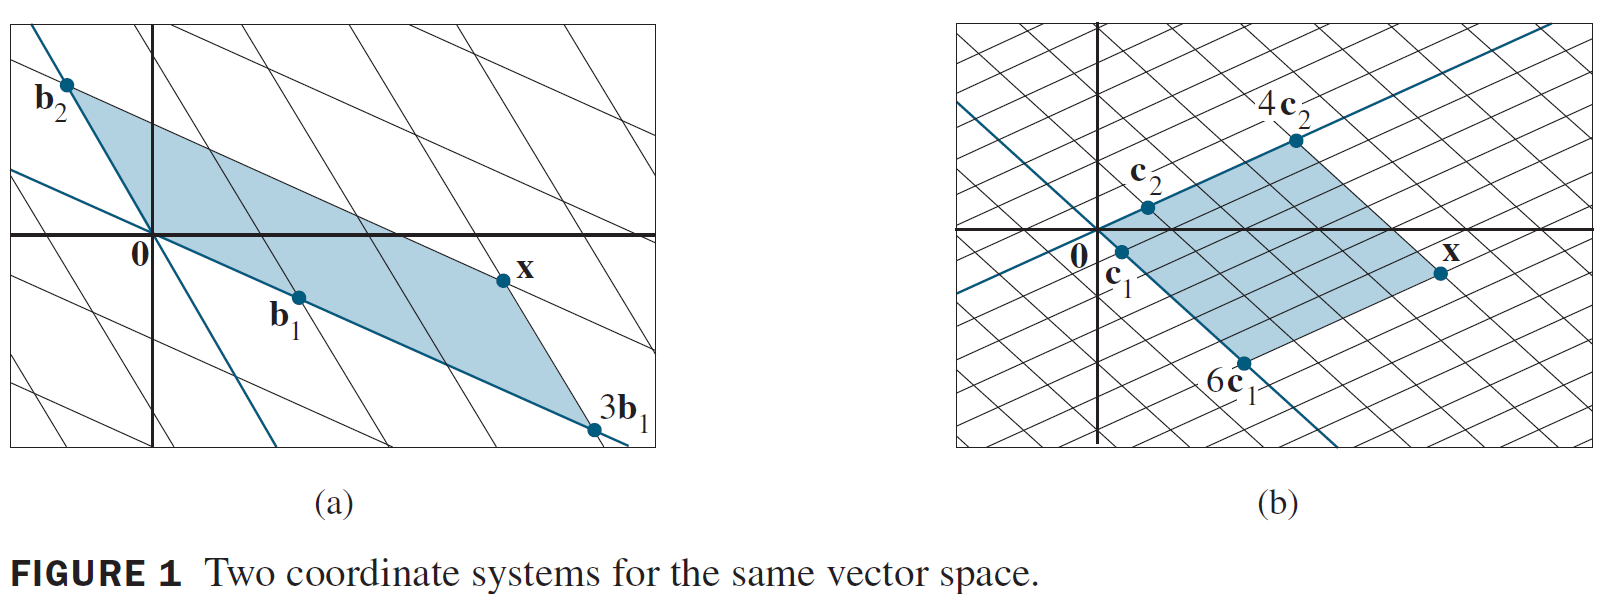 b₂
0
b₁
x
3b₁
(a)
4c₂
c₂
0
c₁
x
6c₁
(b)
FIGURE 1 Two coordinate systems for the same vector space.